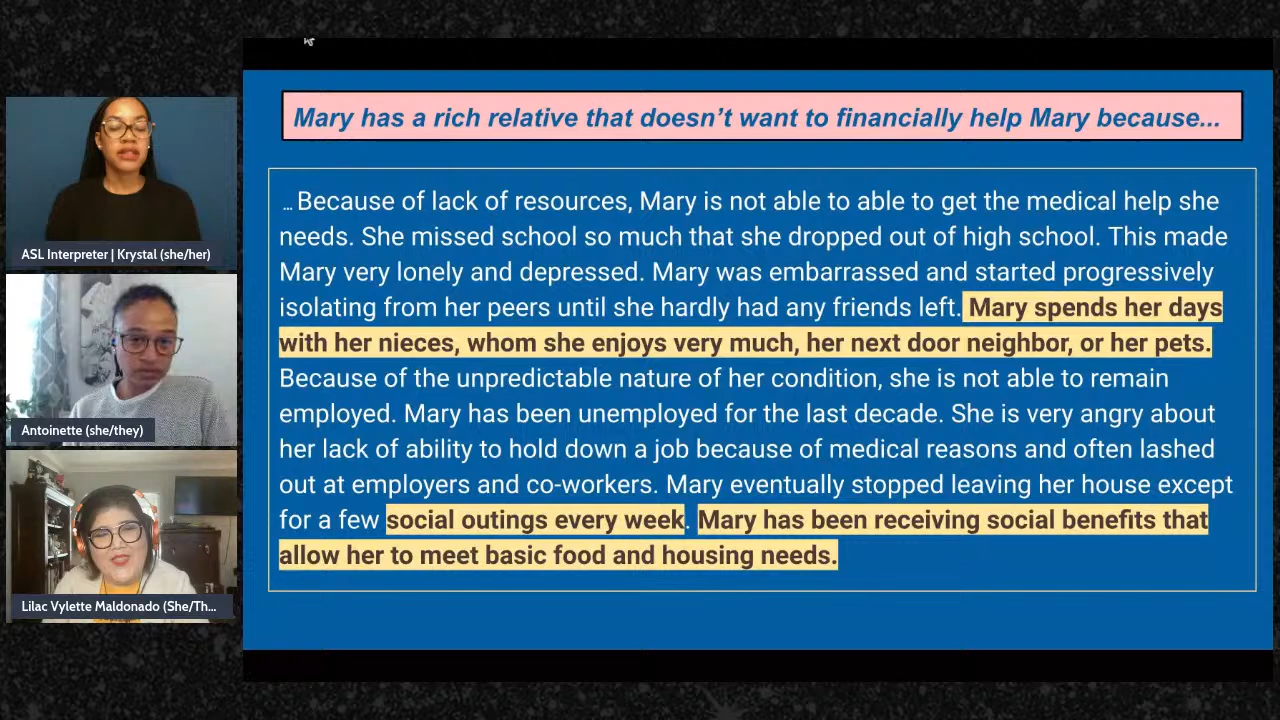 Mary has a rich relative that doesn’t want to financially help Mary because...
... Because of lack of resources, Mary is not able to able to get the medical help she
needs. She missed school so much that she dropped out of high school. This made
Mary very lonely and depressed. Mary was embarrassed and started progressively
isolating from her peers until she hardly had any friends left. Mary spends her days
with her nieces, whom she enjoys very much, her next door neighbor, or her pets.
Because of the unpredictable nature of her condition, she is not able to remain
employed. Mary has been unemployed for the last decade. She is very angry about
her lack of ability to hold down a job because of medical reasons and often lashed
out at employers and co-workers. Mary eventually stopped leaving her house except
for a few social outings every week. Mary has been receiving social benefits that
allow her to meet basic food and housing needs.
ASL Interpreter | Krystal (she/her)
Antoinette (she/they)
Lilac Vylette Maldonado (She/Th...